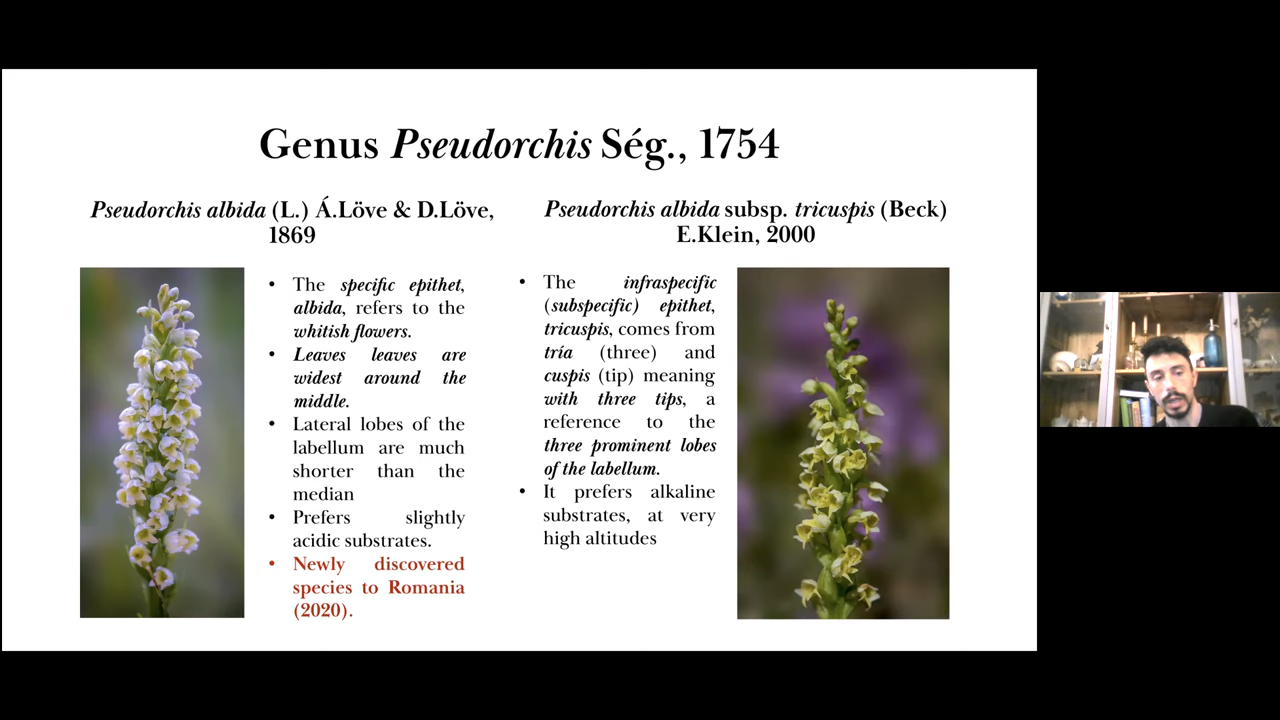 Genus Pseudorchis Ség., 1754
Pseudorchis albida (L.) Á.Löve & D.Löve,
1869
The specific epithet,
albida, refers to the
whitish flowers.
Leaves leaves are
widest around the
middle.
Lateral lobes of the
labellum are much
shorter than the
median
Prefers slightly
acidic substrates.
Newly discovered
species to Romania
(2020).
Pseudorchis albida subsp. tricuspis (Beck)
E.Klein, 2000
The infraspecific
(subspecific) epithet,
tricuspis, comes from
tría (three) and
cuspis (tip) meaning
with three tips, a
reference to the
three prominent lobes
of the labellum.
It prefers alkaline
substrates, at very
high altitudes